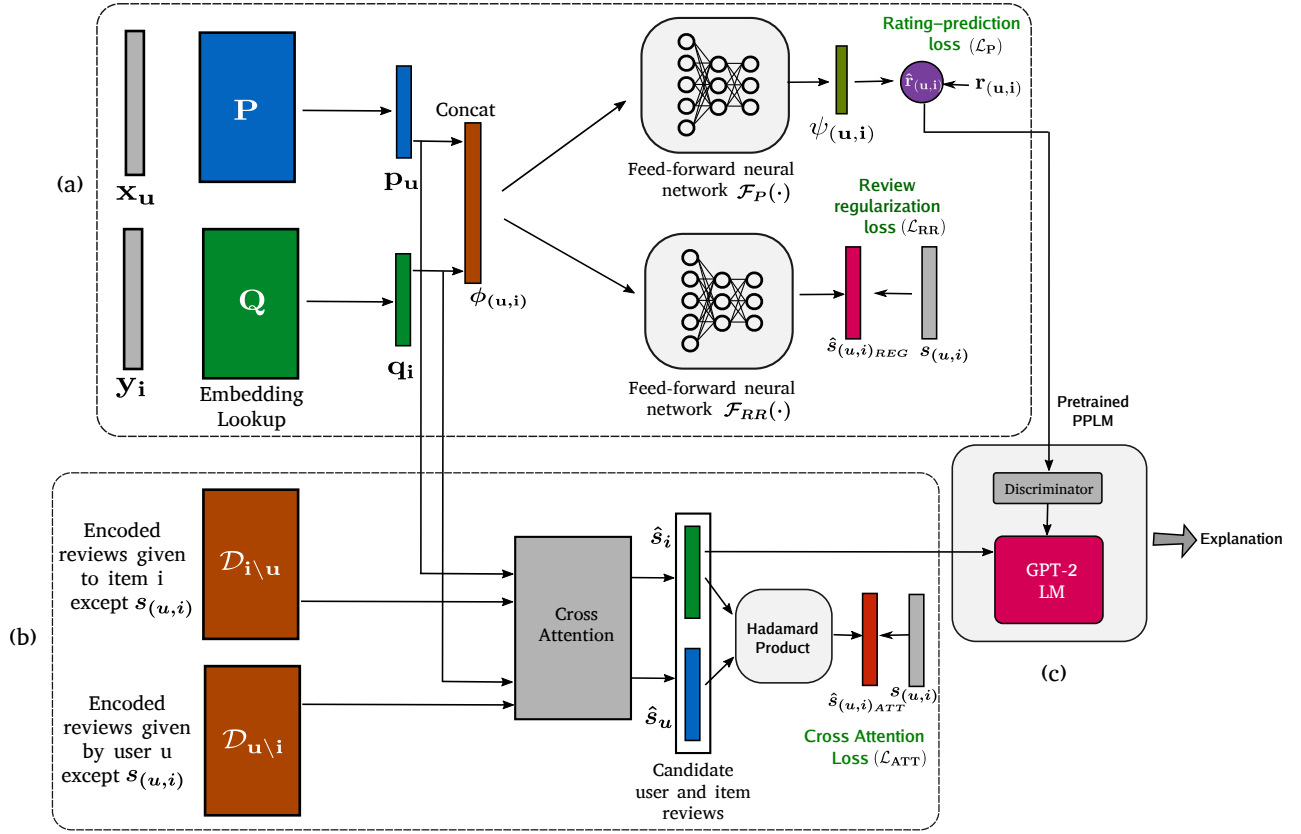 (a)
x_u
P
y_i
Q
Embedding
Lookup
p_u
q_i
Concat
ϕ_(u,i)
Feed-forward neural
network F_P(·)
ψ_(u,i)
Rating–prediction
loss (L_P)
r̂_(u,i)
r_(u,i)
Feed-forward neural
network F_RR(·)
Review
regularization
loss (L_RR)
ŝ_(u,i)_REG
s_(u,i)
(b)
Encoded
reviews given
to item i
except s_(u,i)
D_i\u
Encoded
reviews given
by user u
except s_(u,i)
D_u\i
Cross
Attention
ŝ_i
ŝ_u
Candidate
user and item
reviews
Hadamard
Product
ŝ_(u,i)_ATT
s_(u,i)
Cross Attention
Loss (L_ATT)
Pretrained
PPLM
Discriminator
GPT-2
LM
(c)
Explanation